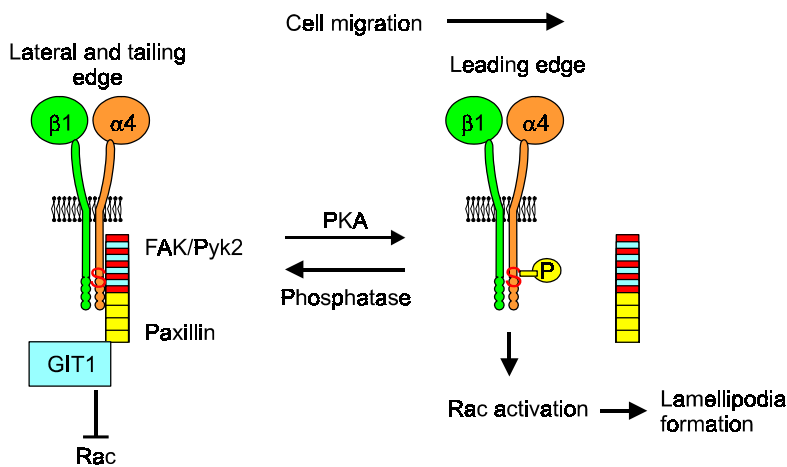 Cell migration
Lateral and tailing
edge
Leading edge
β1
α4
β1
α4
PKA
FAK/Pyk2
S
S
P
Phosphatase
Paxillin
GIT1
Rac activation
Lamellipodia
formation
Rac